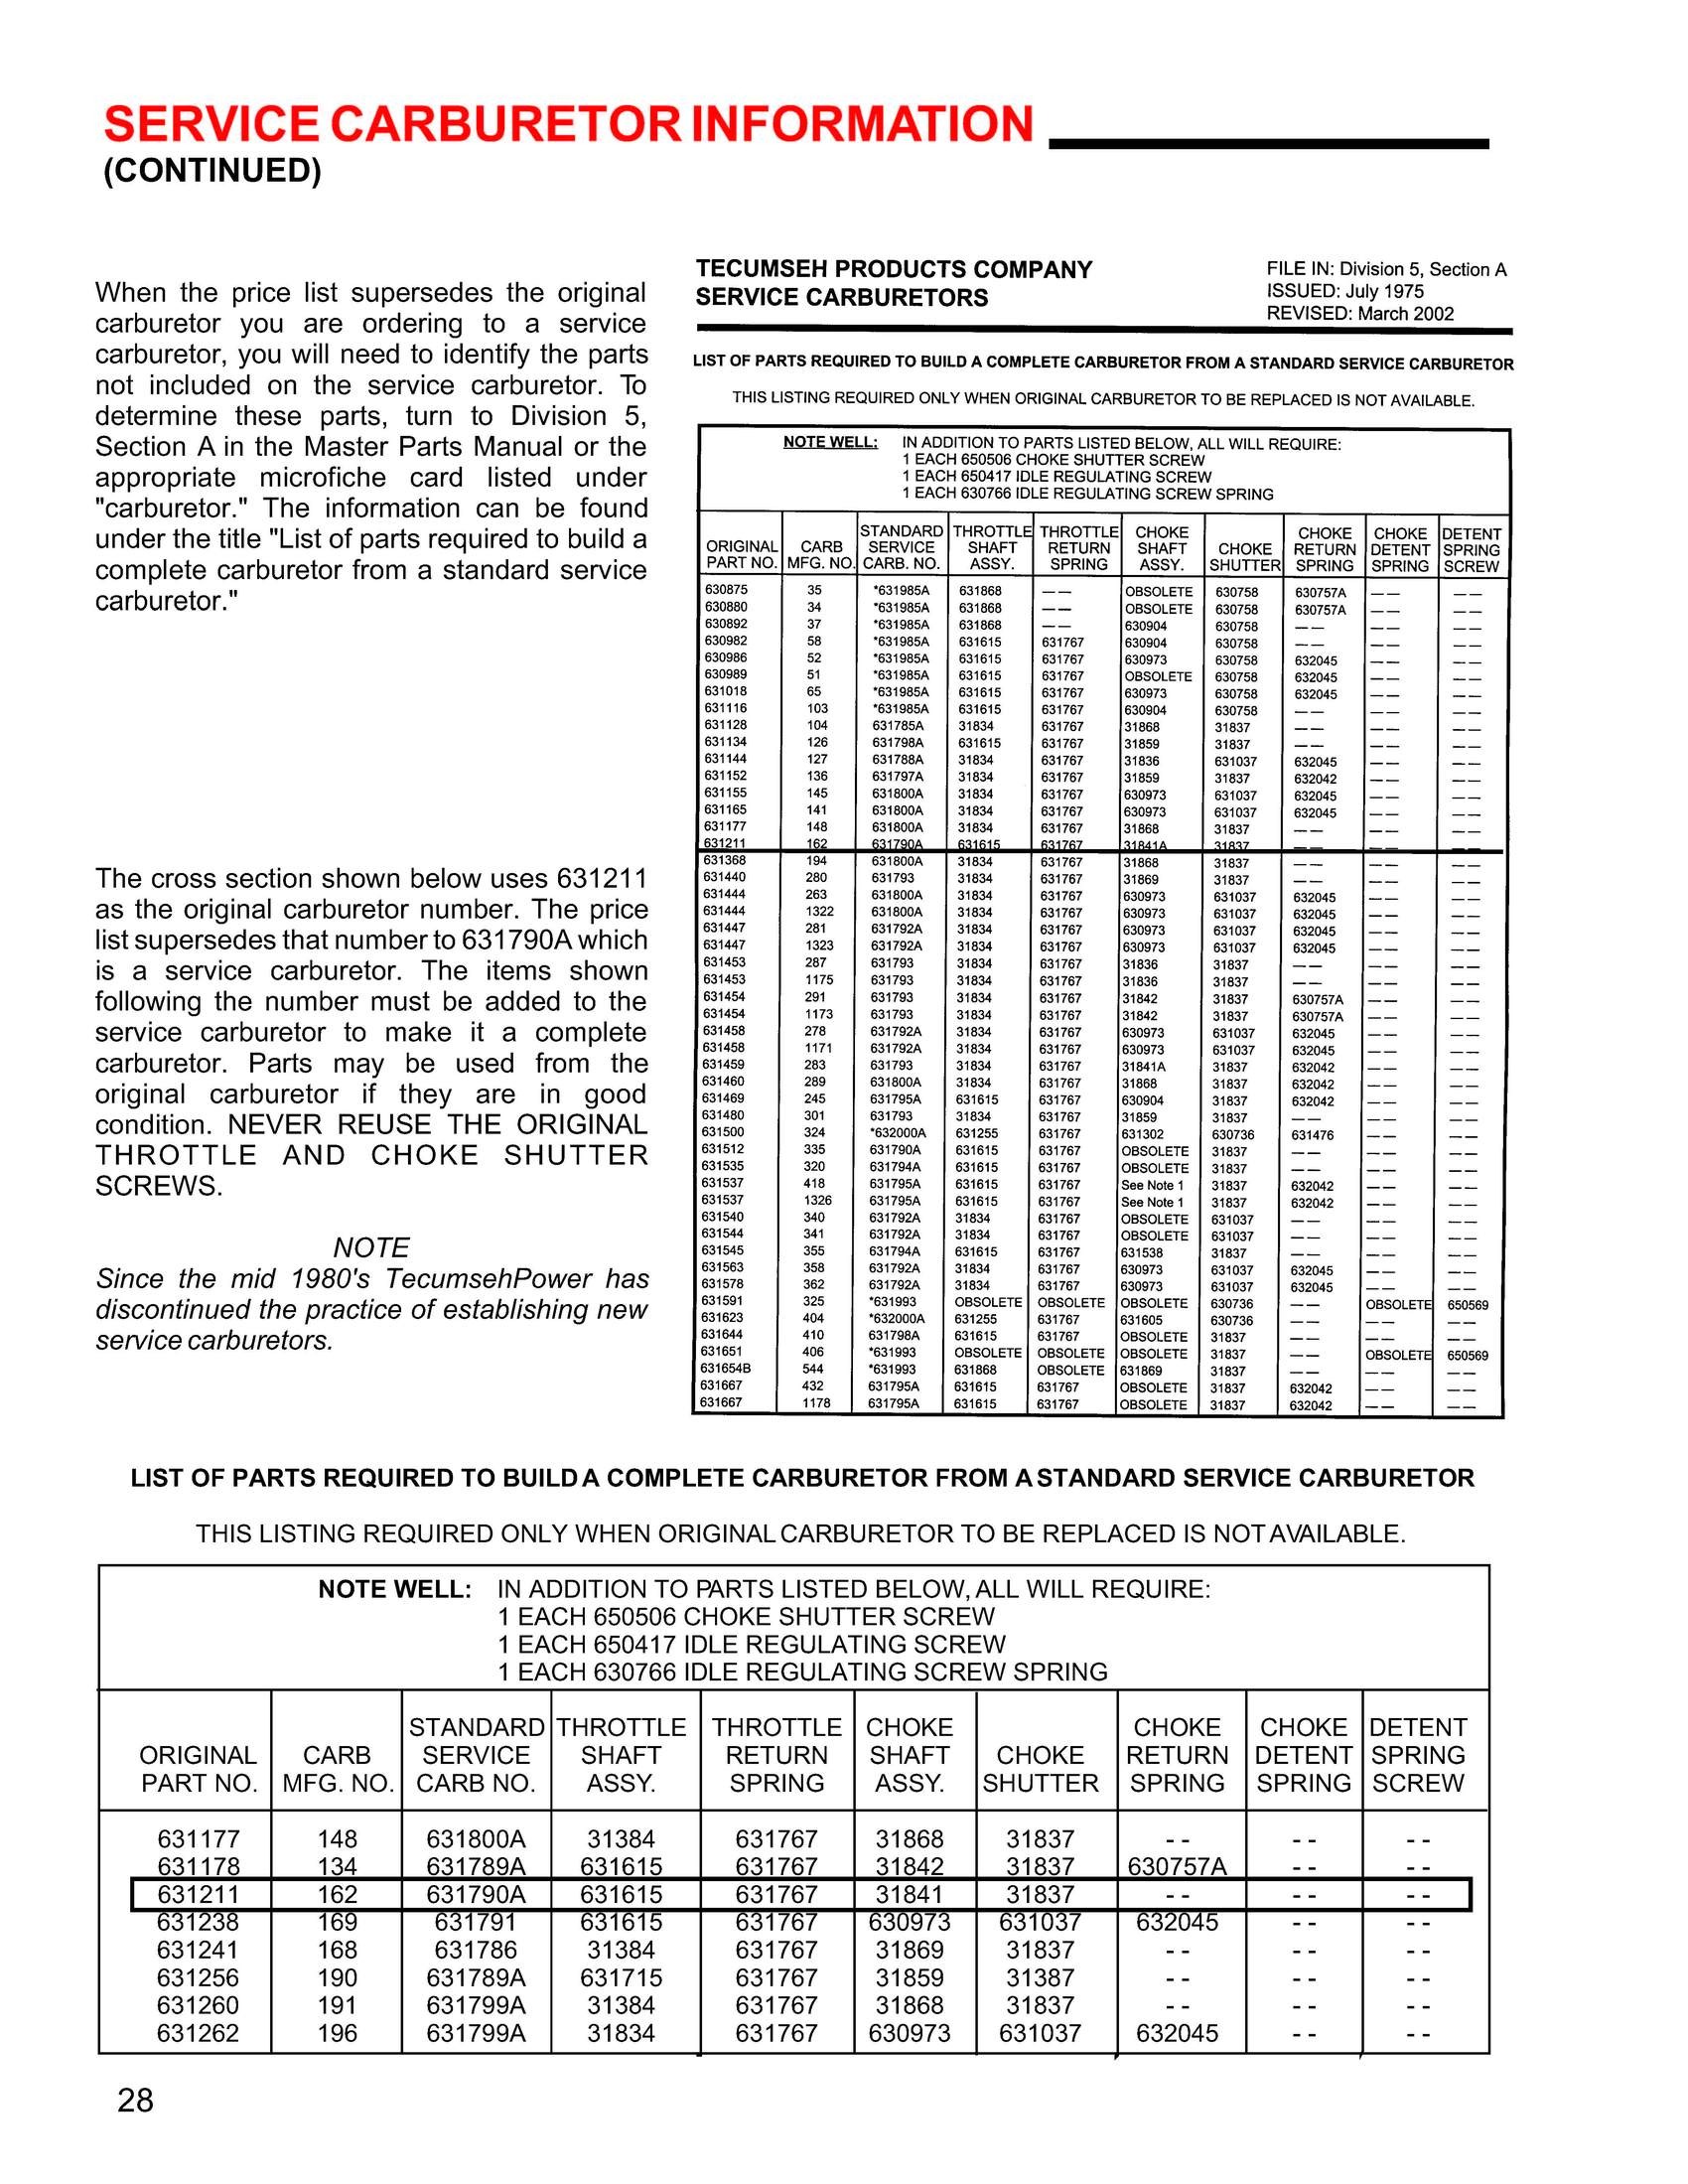 SERVICE CARBURETOR INFORMATION
(CONTINUED)
When the price list supersedes the original
carburetor you are ordering to a service
carburetor, you will need to identify the parts
not included on the service carburetor. To
determine these parts, turn to Division 5,
Section A in the Master Parts Manual or the
appropriate microfiche card listed under
"carburetor." The information can be found
under the title "List of parts required to build a
complete carburetor from a standard service
carburetor."
The cross section shown below uses 631211
as the original carburetor number. The price
list supersedes that number to 631790A which
is a service carburetor. The items shown
following the number must be added to the
service carburetor to make it a complete
carburetor. Parts may be used from the
original carburetor if they are in good
condition. NEVER REUSE THE ORIGINAL
THROTTLE AND CHOKE SHUTTER
SCREWS.
NOTE
Since the mid 1980's TecumsehPower has
discontinued the practice of establishing new
service carburetors.
TECUMSEH PRODUCTS COMPANY
SERVICE CARBURETORS
FILE IN: Division 5, Section A
ISSUED: July 1975
REVISED: March 2002
LIST OF PARTS REQUIRED TO BUILD A COMPLETE CARBURETOR FROM A STANDARD SERVICE CARBURETOR
THIS LISTING REQUIRED ONLY WHEN ORIGINAL CARBURETOR TO BE REPLACED IS NOT AVAILABLE.
NOTE WELL: IN ADDITION TO PARTS LISTED BELOW, ALL WILL REQUIRE:
1 EACH 650506 CHOKE SHUTTER SCREW
1 EACH 650417 IDLE REGULATING SCREW
1 EACH 630766 IDLE REGULATING SCREW SPRING
STANDARD THROTTLE THROTTLE CHOKE CHOKE CHOKE DETENT
ORIGINAL CARB SERVICE SHAFT RETURN SHAFT CHOKE RETURN DETENT SPRING
PART NO. MFG. NO. CARB. NO. ASSY. SPRING ASSY. SHUTTER SPRING SPRING SCREW
630875 35 *631985A 631868 –– OBSOLETE 630758 630757A –– ––
630880 34 *631985A 631868 –– OBSOLETE 630758 630757A –– ––
630892 37 *631985A 631868 –– 630904 630758 –– –– ––
630982 58 *631985A 631615 631767 630904 630758 –– –– ––
630986 52 *631985A 631615 631767 630973 630758 632045 –– ––
630989 51 *631985A 631615 631767 OBSOLETE 630758 632045 –– ––
631018 65 *631985A 631615 631767 630973 630758 632045 –– ––
631116 103 *631985A 631615 631767 630904 630758 –– –– ––
631128 104 631785A 31834 631767 31868 31837 –– –– ––
631134 126 631798A 631615 631767 31859 31837 –– –– ––
631144 127 631788A 31834 631767 31836 631037 632045 –– ––
631152 136 631797A 31834 631767 31859 31837 632042 –– ––
631155 145 631800A 31834 631767 630973 631037 632045 –– ––
631165 141 631800A 31834 631767 630973 631037 632045 –– ––
631177 148 631800A 31834 631767 31868 31837 –– –– ––
631211 162 631790A 631615 631767 31841A 31837 –– –– ––
631368 194 631800A 31834 631767 31868 31837 –– –– ––
631440 280 631793 31834 631767 31869 31837 –– –– ––
631444 263 631800A 31834 631767 630973 631037 632045 –– ––
631444 1322 631800A 31834 631767 630973 631037 632045 –– ––
631447 281 631792A 31834 631767 630973 631037 632045 –– ––
631447 1323 631792A 31834 631767 630973 631037 632045 –– ––
631453 287 631793 31834 631767 31836 31837 –– –– ––
631453 1175 631793 31834 631767 31836 31837 –– –– ––
631454 291 631793 31834 631767 31842 31837 630757A –– ––
631454 1173 631793 31834 631767 31842 31837 630757A –– ––
631458 278 631792A 31834 631767 630973 631037 632045 –– ––
631458 1171 631792A 31834 631767 630973 631037 632045 –– ––
631459 283 631793 31834 631767 31841A 31837 632042 –– ––
631460 289 631800A 31834 631767 31868 31837 632042 –– ––
631469 245 631795A 631615 631767 630904 31837 632042 –– ––
631480 301 631793 31834 631767 31859 31837 –– –– ––
631500 324 *632000A 631255 631767 631302 630736 631476 –– ––
631512 335 631790A 631615 631767 OBSOLETE 31837 –– –– ––
631535 320 631794A 631615 631767 OBSOLETE 31837 –– –– ––
631537 418 631795A 631615 631767 See Note 1 31837 632042 –– ––
631537 1326 631795A 631615 631767 See Note 1 31837 632042 –– ––
631540 340 631792A 31834 631767 OBSOLETE 631037 –– –– ––
631544 341 631792A 31834 631767 OBSOLETE 631037 –– –– ––
631545 355 631794A 631615 631767 631538 31837 –– –– ––
631563 358 631792A 31834 631767 630973 631037 632045 –– ––
631578 362 631792A 31834 631767 630973 631037 632045 –– ––
631591 325 *631993 OBSOLETE OBSOLETE OBSOLETE 630736 –– OBSOLETE 650569
631623 404 *632000A 631255 631767 631605 630736 –– –– ––
631644 410 631798A 631615 631767 OBSOLETE 31837 –– –– ––
631651 406 *631993 OBSOLETE OBSOLETE OBSOLETE 31837 –– OBSOLETE 650569
631654B 544 *631993 631868 OBSOLETE 631869 31837 –– –– ––
631667 432 631795A 631615 631767 OBSOLETE 31837 632042 –– ––
631667 1178 631795A 631615 631767 OBSOLETE 31837 632042 –– ––
LIST OF PARTS REQUIRED TO BUILD A COMPLETE CARBURETOR FROM A STANDARD SERVICE CARBURETOR
THIS LISTING REQUIRED ONLY WHEN ORIGINAL CARBURETOR TO BE REPLACED IS NOT AVAILABLE.
NOTE WELL: IN ADDITION TO PARTS LISTED BELOW, ALL WILL REQUIRE:
1 EACH 650506 CHOKE SHUTTER SCREW
1 EACH 650417 IDLE REGULATING SCREW
1 EACH 630766 IDLE REGULATING SCREW SPRING
STANDARD THROTTLE THROTTLE CHOKE CHOKE CHOKE DETENT
ORIGINAL CARB SERVICE SHAFT RETURN SHAFT CHOKE RETURN DETENT SPRING
PART NO. MFG. NO. CARB NO. ASSY. SPRING ASSY. SHUTTER SPRING SPRING SCREW
631177 148 631800A 31384 631767 31868 31837 - - - - - -
631178 134 631789A 631615 631767 31842 31837 630757A - - - -
631211 162 631790A 631615 631767 31841 31837 - - - - - -
631238 169 631791 631615 631767 630973 631037 632045 - - - -
631241 168 631786 31384 631767 31869 31837 - - - - - -
631256 190 631789A 631715 631767 31859 31387 - - - - - -
631260 191 631799A 31384 631767 31868 31837 - - - - - -
631262 196 631799A 31834 631767 630973 631037 632045 - - - -
28